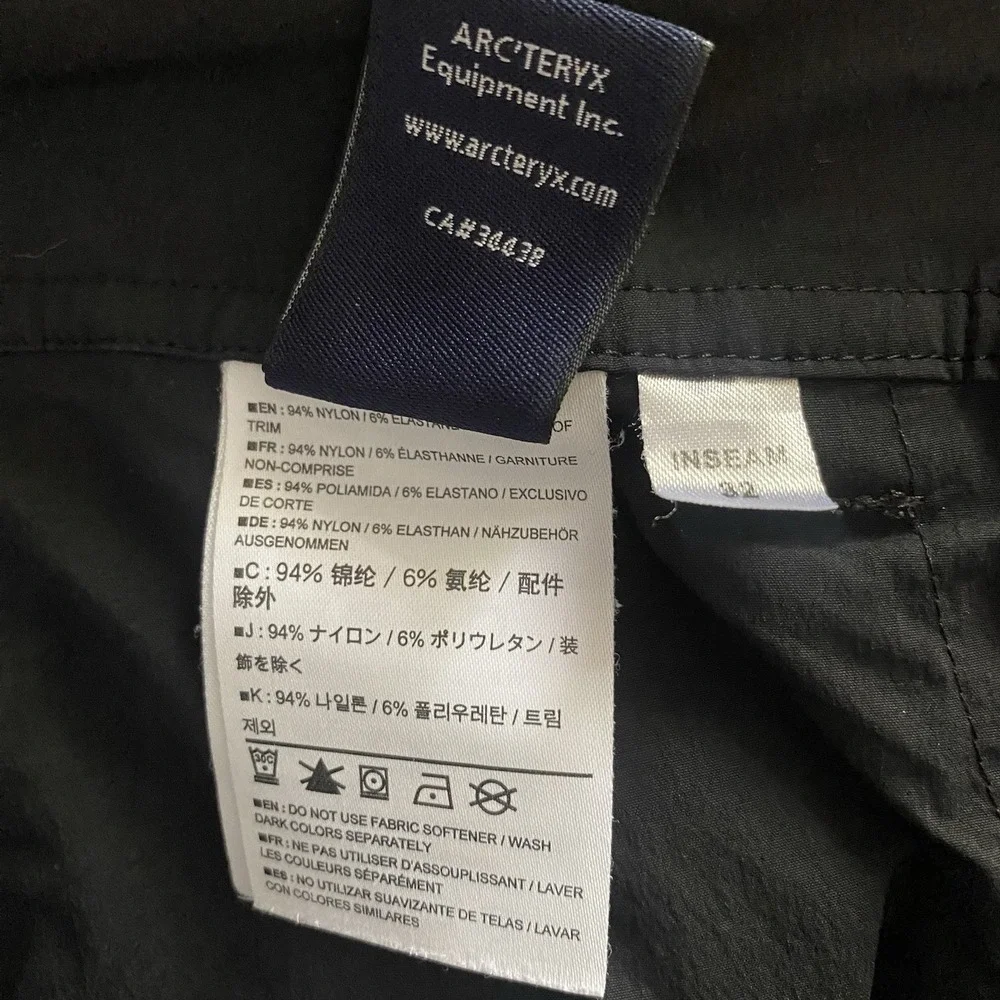 ARC'TERYX
Equipment Inc.
www.arcteryx.com
CA#34438
EN : 94% NYLON / 6% OF
TRIM
FR : 94% NYLON / 6% ÉLASTHANNE / GARNITURE
NON-COMPRISE
ES : 94% POLIAMIDA / 6% ELASTANO / EXCLUSIVO
DE CORTE
DE : 94% NYLON / 6% ELASTHAN / NÄHZUBEHÖR
AUSGENOMMEN
C : 94% 锦纶 / 6% 氨纶 / 配件
除外
J : 94% ナイロン / 6% ポリウレタン / 装
飾を除く
K : 94% 나일론 / 6% 폴리우레탄 / 트림
제외
30C
EN : DO NOT USE FABRIC SOFTENER / WASH
DARK COLORS SEPARATELY
FR : NE PAS UTILISER D'ASSOUPLISSANT / LAVER
LES COULEURS SÉPARÉMENT
ES : NO UTILIZAR SUAVIZANTE DE TELAS / LAVAR
CON COLORES SIMILARES
INSEAM
32